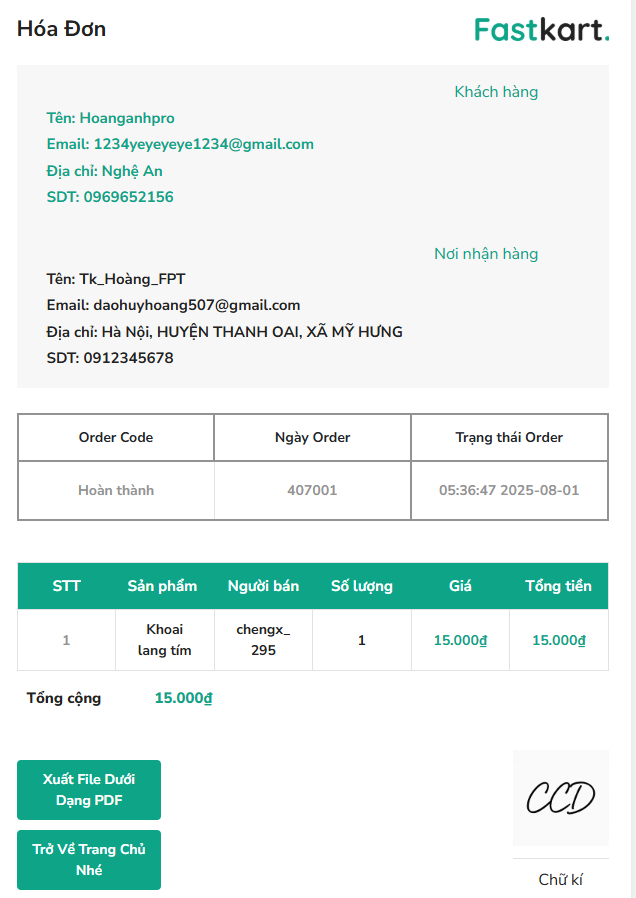 Hóa Đơn
Fastkart.
Khách hàng
Tên: Hoanganhpro
Email: 1234yeyeyeye1234@gmail.com
Địa chỉ: Nghệ An
SDT: 0969652156
Nơi nhận hàng
Tên: Tk_Hoàng_FPT
Email: daohuyhoang507@gmail.com
Địa chỉ: Hà Nội, HUYỆN THANH OAI, XÃ MỸ HƯNG
SDT: 0912345678
Order Code Ngày Order Trạng thái Order
Hoàn thành 407001 05:36:47 2025-08-01
STT Sản phẩm Người bán Số lượng Giá Tổng tiền
1 Khoai lang tím chengx_295 1 15.000₫ 15.000₫
Tổng cộng 15.000₫
Xuất File Dưới
Dạng PDF
CCD
Trở Về Trang Chủ
Nhé
Chữ kí